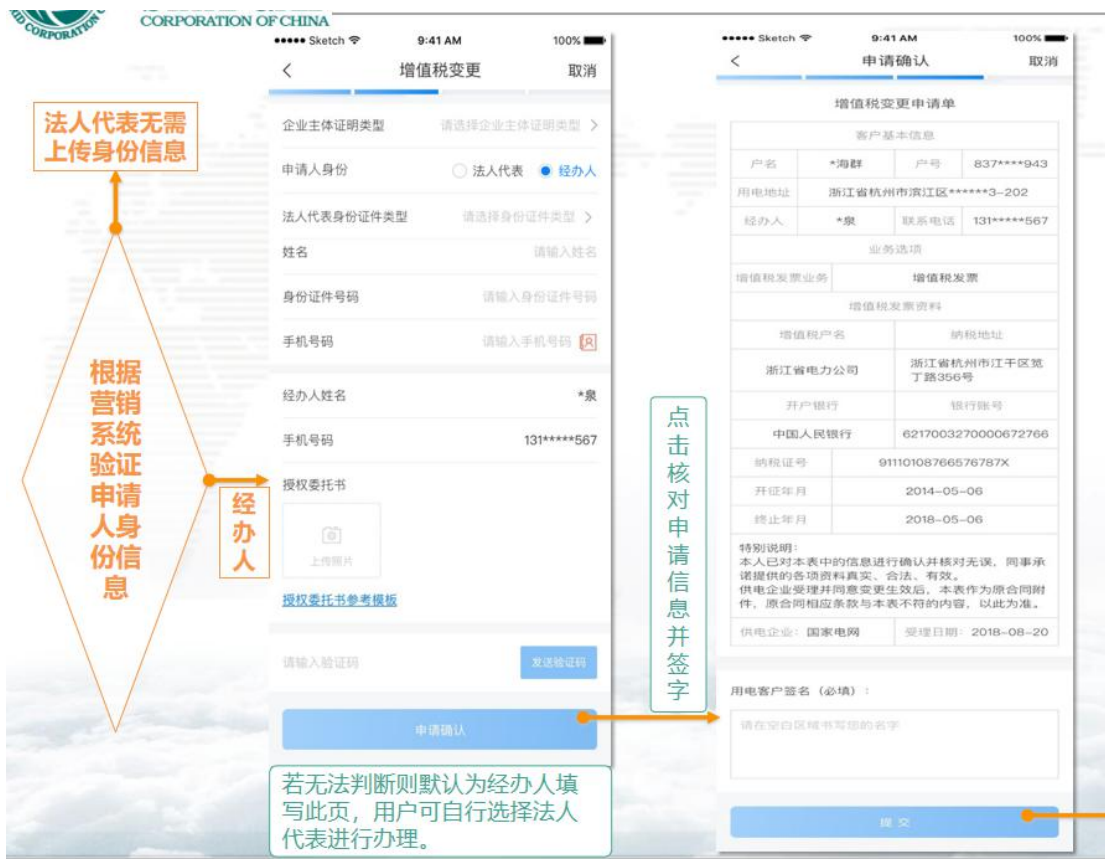 CORPORATION OF CHINA
法人代表无需
上传身份信息
根据
营销
系统
验证
申请
人身
份信
息
经
办
人
Sketch 9:41 AM 100%
增值税变更 取消
企业主体证明类型 请选择企业主体证明类型
申请人身份 法人代表 经办人
法人代表身份证件类型 请选择身份证件类型
姓名 请输入姓名
身份证件号码 请输入身份证件号码
手机号码 请输入手机号码
经办人姓名 *泉
手机号码 131*****567
授权委托书
上传照片
授权委托书参考模板
请输入验证码 发送验证码
申请确认
若无法判断则默认为经办人填
写此页，用户可自行选择法人
代表进行办理。
点
击
核
对
申
请
信
息
并
签
字
Sketch 9:41 AM 100%
申请确认 取消
增值税变更申请单
客户基本信息
户名 *海群 户号 837****943
用电地址 浙江省杭州市滨江区******3-202
经办人 *泉 联系电话 131*****567
业务选项
增值税发票业务 增值税发票
增值税发票资料
增值税户名 纳税地址
浙江省电力公司 浙江省杭州市江干区笕
丁路356号
开户银行 银行账号
中国人民银行 6217003270000672766
纳税证号 91110108766576787X
开征年月 2014-05-06
终止年月 2018-05-06
特别说明：
本人已对本表中的信息进行确认并核对无误，同事承
诺提供的各项资料真实、合法、有效。
供电企业受理并同意变更生效后，本表作为原合同附
件，原合同相应条款与本表不符的内容，以此为准。
供电企业：国家电网 受理日期：2018-08-20
用电客户签名（必填）：
请在空白区域书写您的名字
提 交